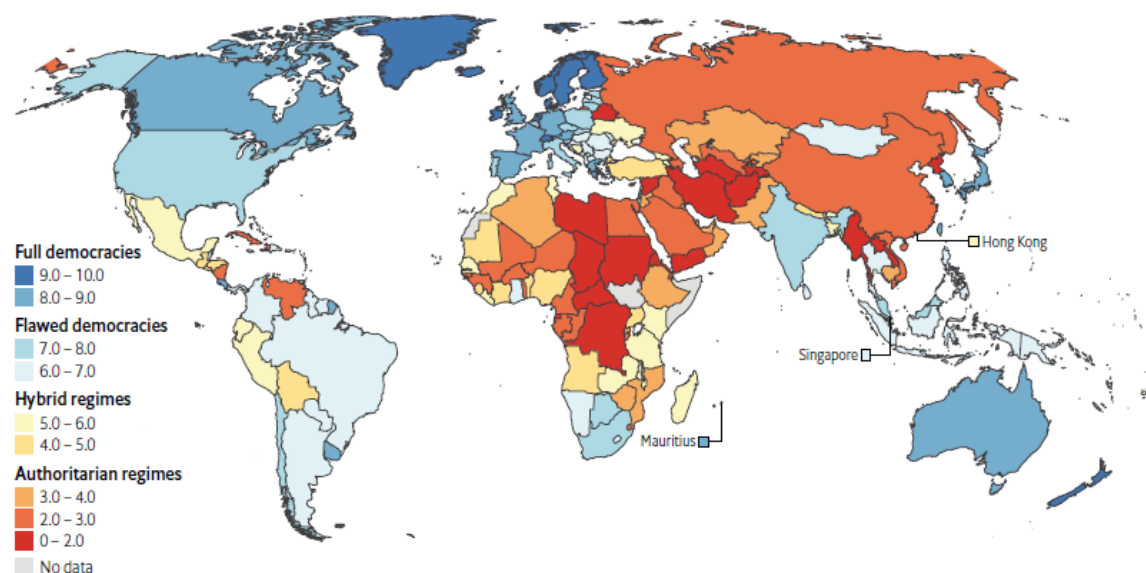 Full democracies
9.0 – 10.0
8.0 – 9.0
Flawed democracies
7.0 – 8.0
6.0 – 7.0
Hybrid regimes
5.0 – 6.0
4.0 – 5.0
Authoritarian regimes
3.0 – 4.0
2.0 – 3.0
0 – 2.0
No data
Hong Kong
Singapore
Mauritius